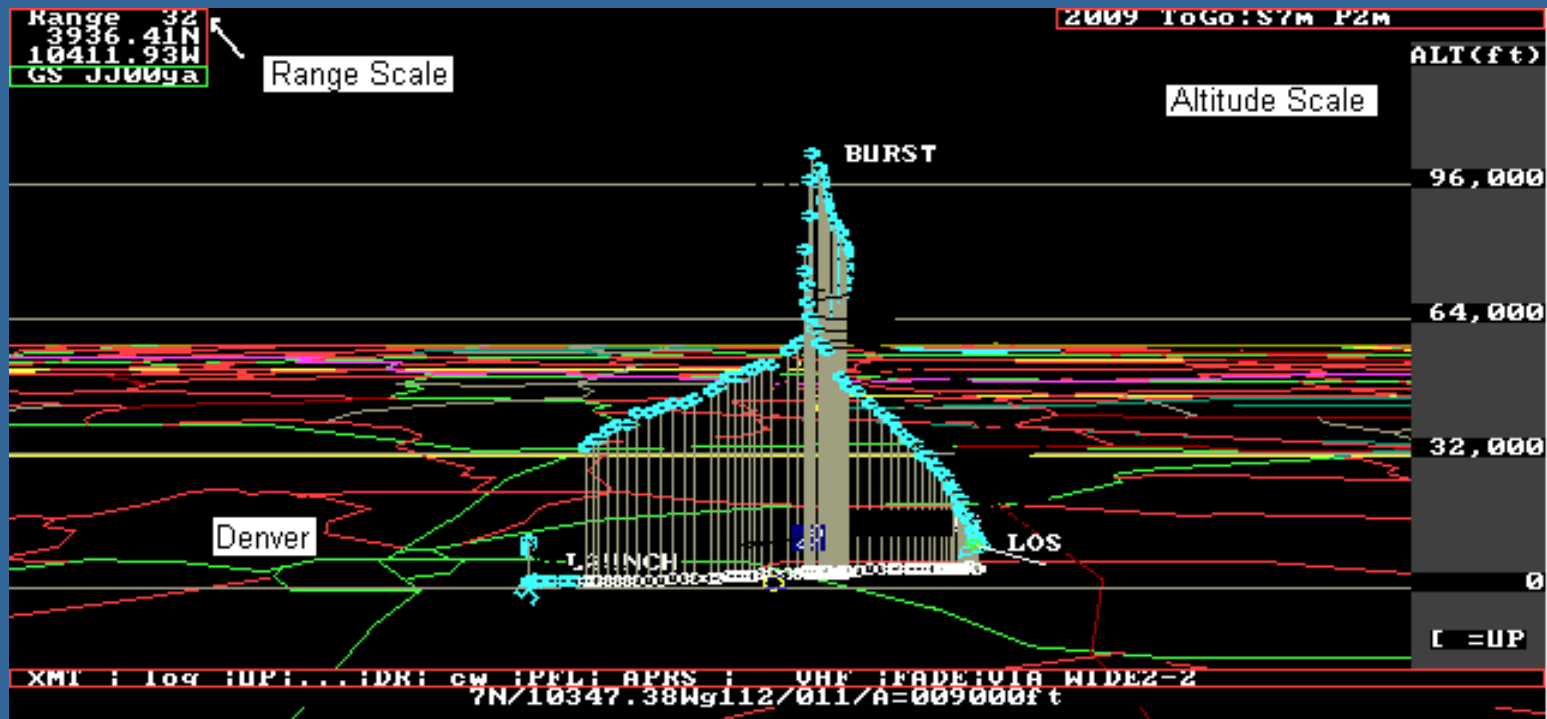 Range 32
3936.41N
10411.93W
GS JJ00ya
Range Scale
2009 ToGo:S7m P2m
ALT(ft)
Altitude Scale
BURST
96,000
64,000
32,000
Denver
LAUNCH
LOS
0
[ =UP
XMT | log |UP|...|DR| cw |PFL| APRS | VHF |FADE|VIA WIDE2-2
7N/10347.38Wg112/011/A=009000ft